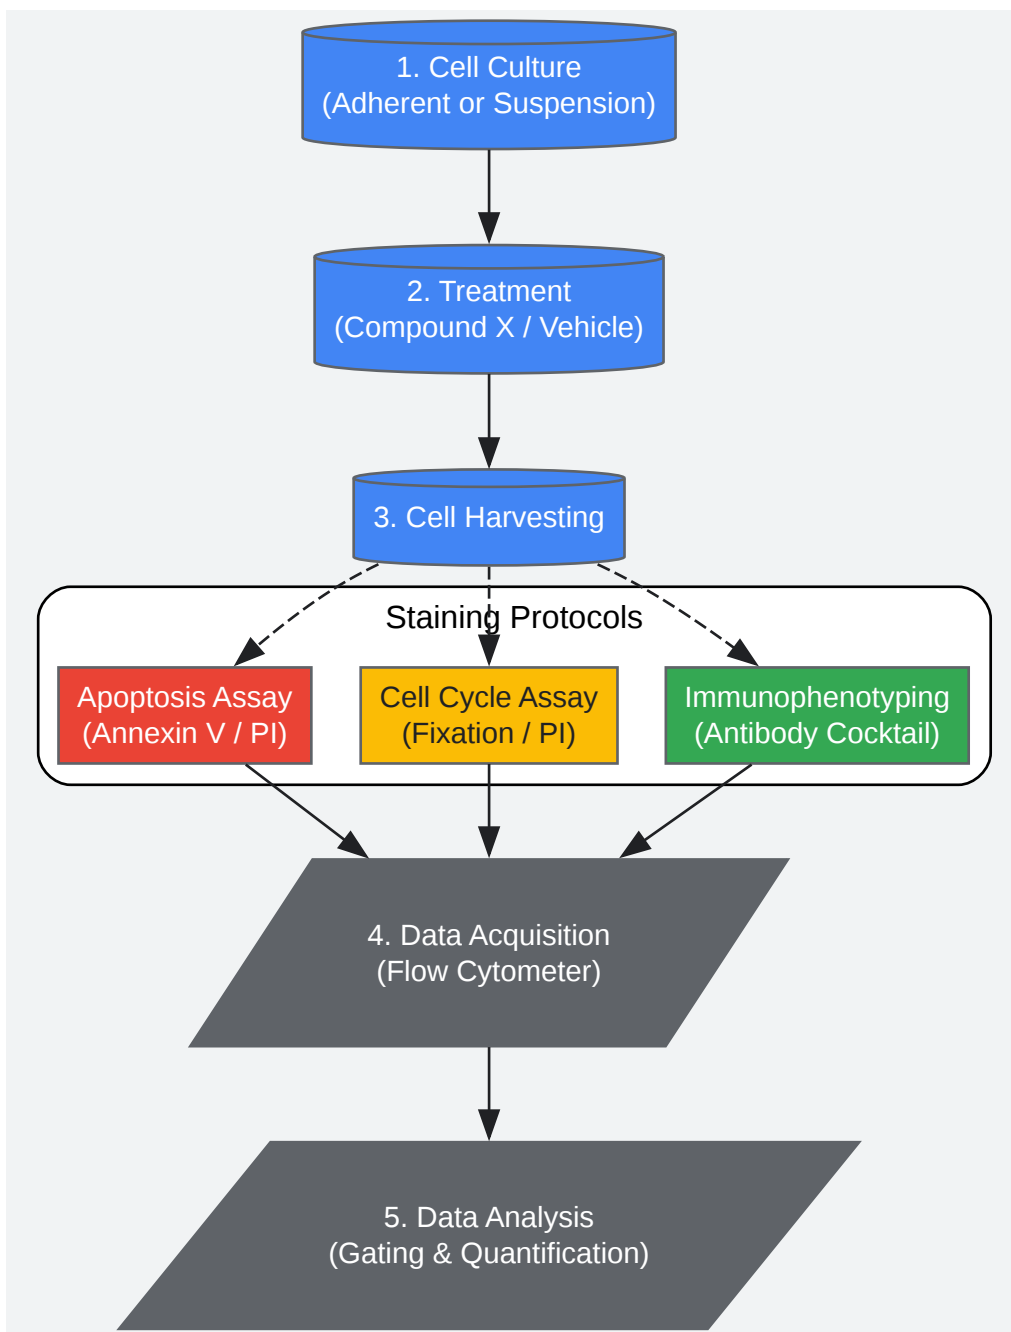 1. Cell Culture
(Adherent or Suspension)
2. Treatment
(Compound X / Vehicle)
3. Cell Harvesting
Staining Protocols
Apoptosis Assay
(Annexin V / PI)
Cell Cycle Assay
(Fixation / PI)
Immunophenotyping
(Antibody Cocktail)
4. Data Acquisition
(Flow Cytometer)
5. Data Analysis
(Gating & Quantification)